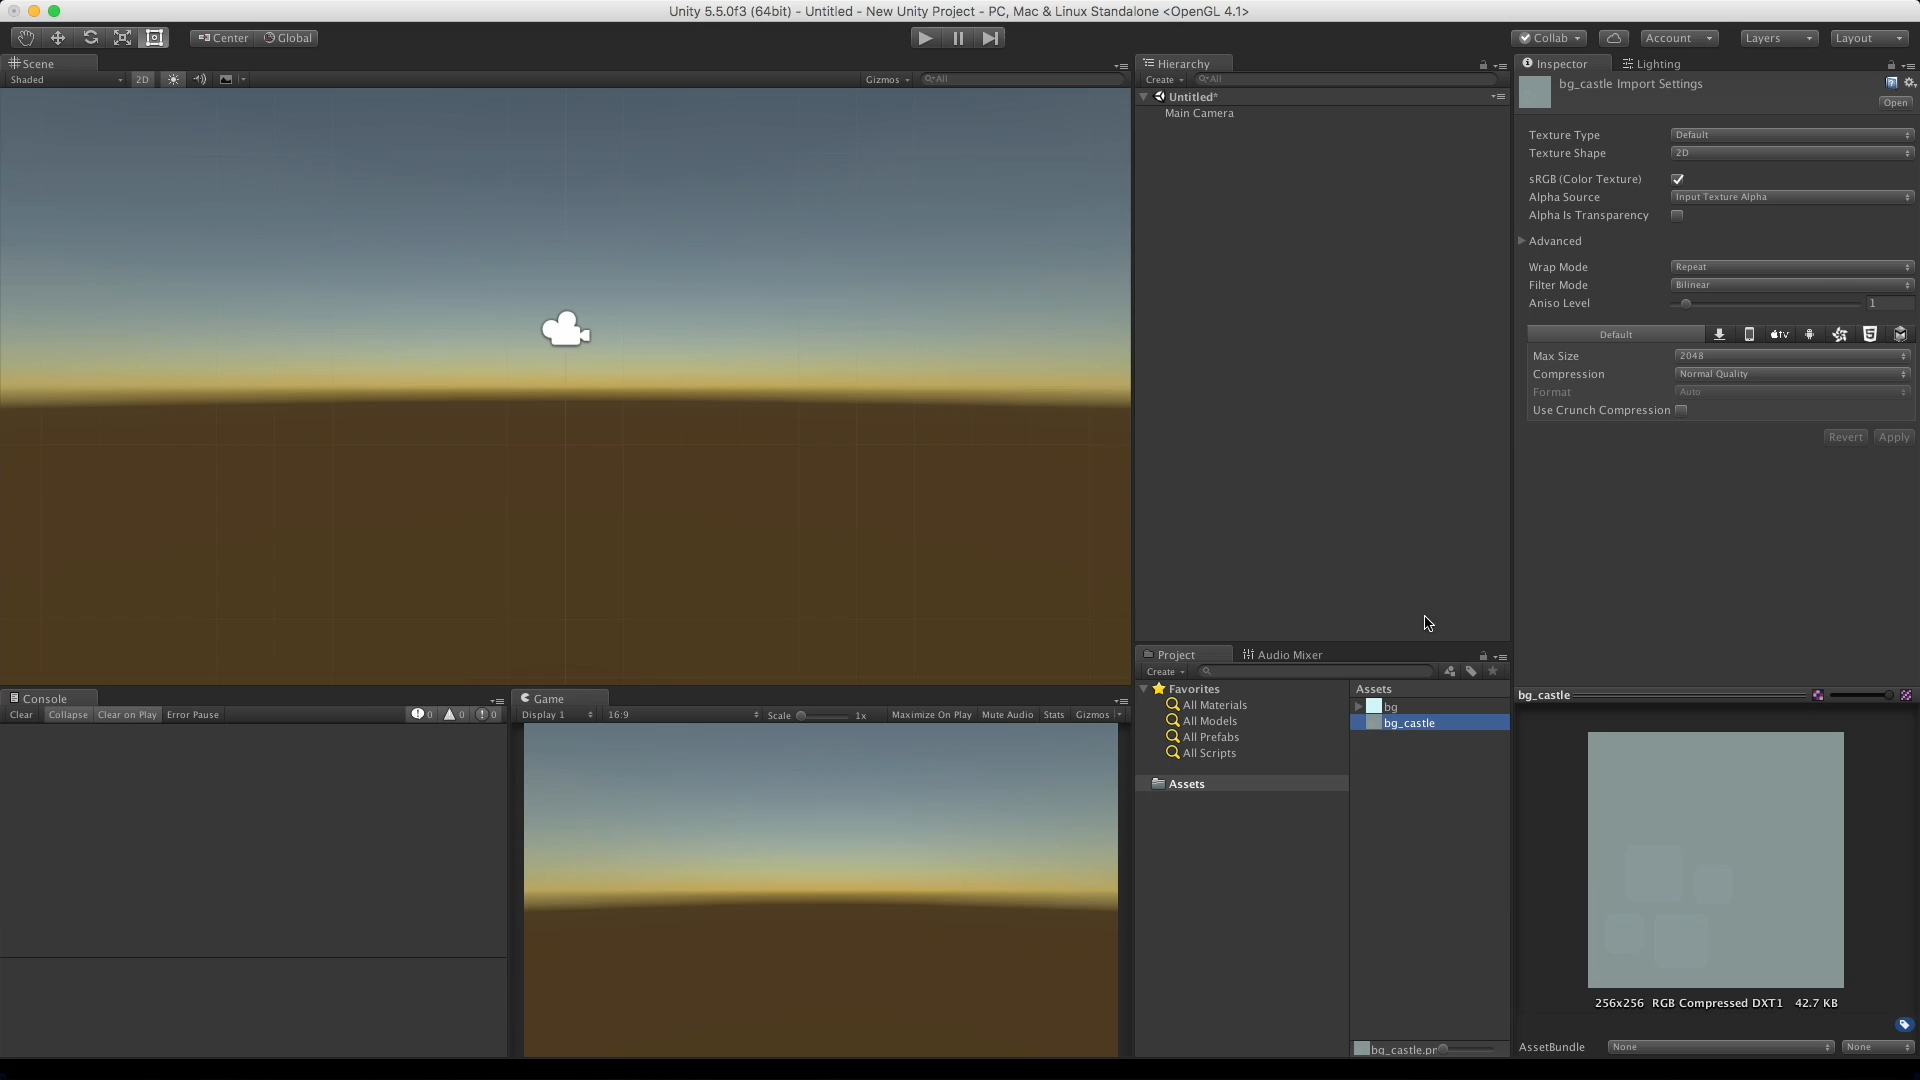 Unity 5.5.0f3 (64bit) - Untitled - New Unity Project - PC, Mac & Linux Standalone <OpenGL 4.1>
Center Global
Collab Account Layers Layout
Scene
Shaded 2D Gizmos All
Hierarchy
Create All
Untitled*
Main Camera
Inspector Lighting
bg_castle Import Settings
Open
Texture Type Default
Texture Shape 2D
sRGB (Color Texture)
Alpha Source Input Texture Alpha
Alpha Is Transparency
Advanced
Wrap Mode Repeat
Filter Mode Bilinear
Aniso Level 1
Default tv
Max Size 2048
Compression Normal Quality
Format Auto
Use Crunch Compression
Revert Apply
Console
Clear Collapse Clear on Play Error Pause 0 0 0
Game
Display 1 16:9 Scale 1x Maximize On Play Mute Audio Stats Gizmos
Project Audio Mixer
Create
Favorites
All Materials
All Models
All Prefabs
All Scripts
Assets
Assets
bg
bg_castle
bg_castle.pr
bg_castle
256x256 RGB Compressed DXT1 42.7 KB
AssetBundle None None